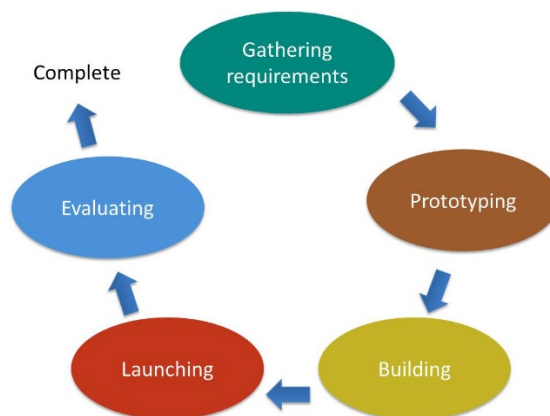 Gathering
requirements
Prototyping
Building
Launching
Evaluating
Complete